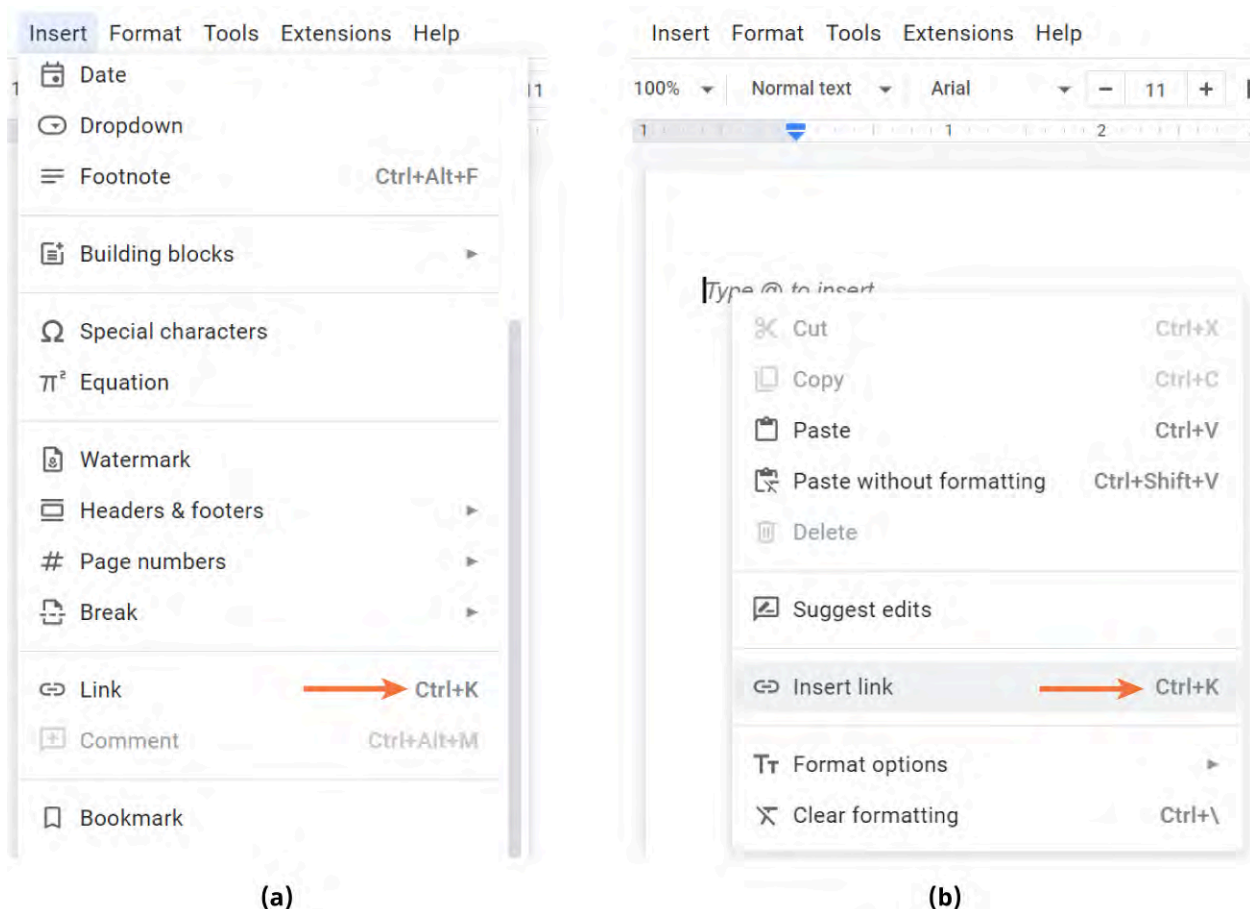 Insert Format Tools Extensions Help
11
Date
Dropdown
Footnote Ctrl+Alt+F
Building blocks
Special characters
Equation
Watermark
Headers & footers
Page numbers
Break
Link Ctrl+K
Comment Ctrl+Alt+M
Bookmark
(a)
Insert Format Tools Extensions Help
100% Normal text Arial − 11 +
1 1 2
Type @ to insert
Cut Ctrl+X
Copy Ctrl+C
Paste Ctrl+V
Paste without formatting Ctrl+Shift+V
Delete
Suggest edits
Insert link Ctrl+K
Format options
Clear formatting Ctrl+\
(b)